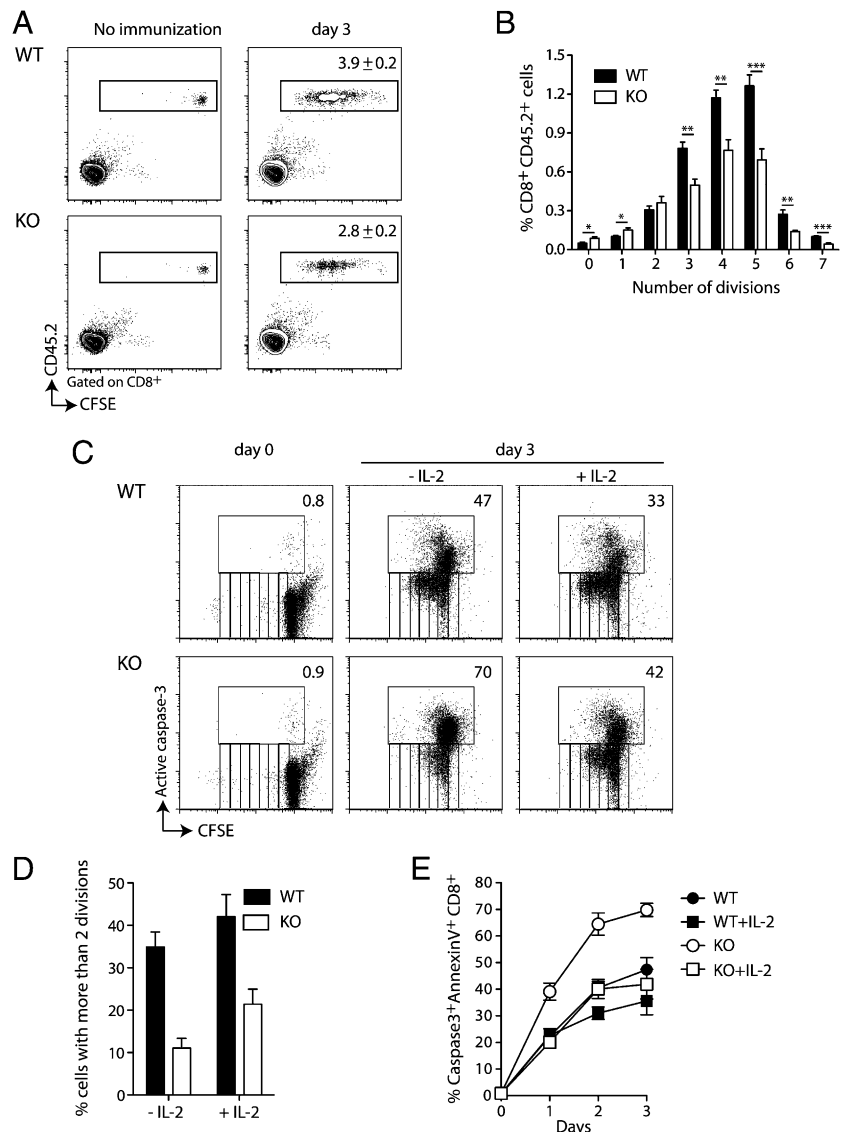 A
No immunization
day 3
WT
3.9 ± 0.2
KO
2.8 ± 0.2
CD45.2
Gated on CD8+
CFSE
B
% CD8+ CD45.2+ cells
1.5
1.2
0.9
0.6
0.3
0.0
WT
KO
* * ** ** *** ** ***
0 1 2 3 4 5 6 7
Number of divisions
C
day 0
day 3
- IL-2
+ IL-2
WT
0.8
47
33
KO
0.9
70
42
Active caspase-3
CFSE
D
% cells with more than 2 divisions
50
40
30
20
10
0
WT
KO
- IL-2
+ IL-2
E
% Caspase3+ AnnexinV+ CD8+
80
70
60
50
40
30
20
10
0
WT
WT+IL-2
KO
KO+IL-2
0 1 2 3
Days